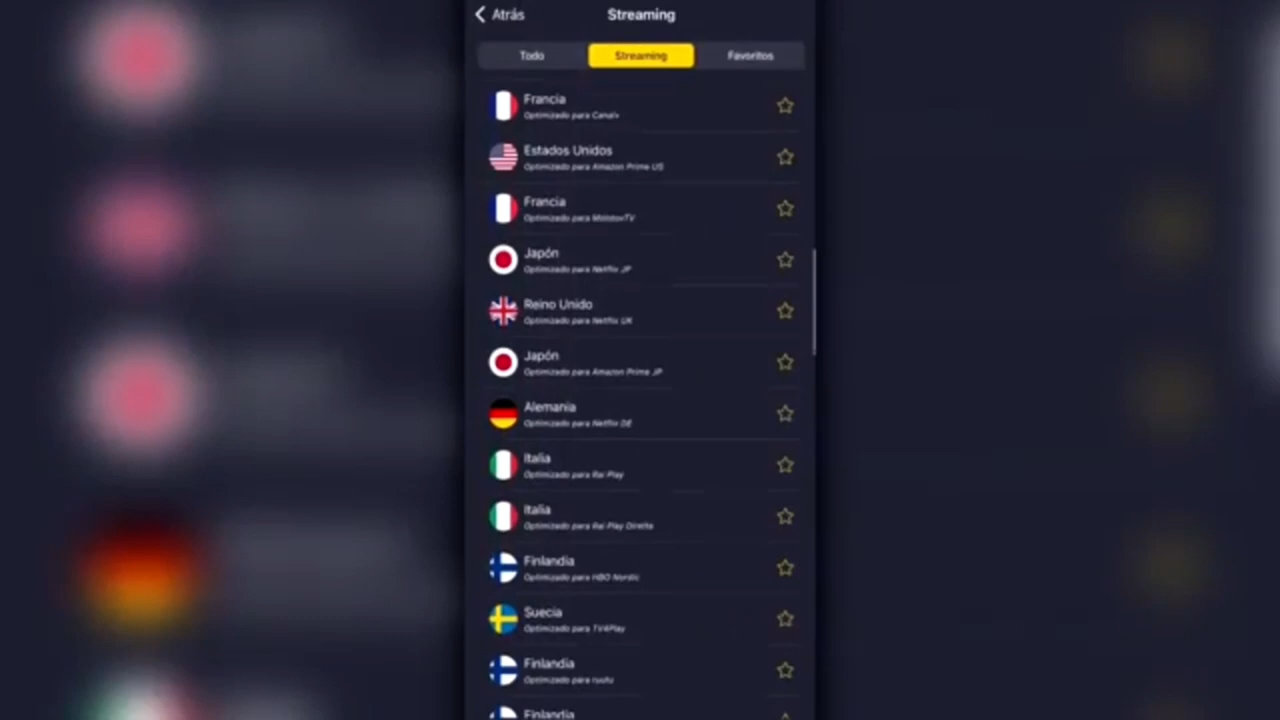 Atrás
Streaming
Todo
Streaming
Favoritos
Francia
Optimizado para Canal+
Estados Unidos
Optimizado para Amazon Prime US
Francia
Optimizado para MolotovTV
Japón
Optimizado para Netflix JP
Reino Unido
Optimizado para Netflix UK
Japón
Optimizado para Amazon Prime JP
Alemania
Optimizado para Netflix DE
Italia
Optimizado para Rai Play
Italia
Optimizado para Rai Play Diretta
Finlandia
Optimizado para HBO Nordic
Suecia
Optimizado para TV4Play
Finlandia
Optimizado para ruutu
Finlandia